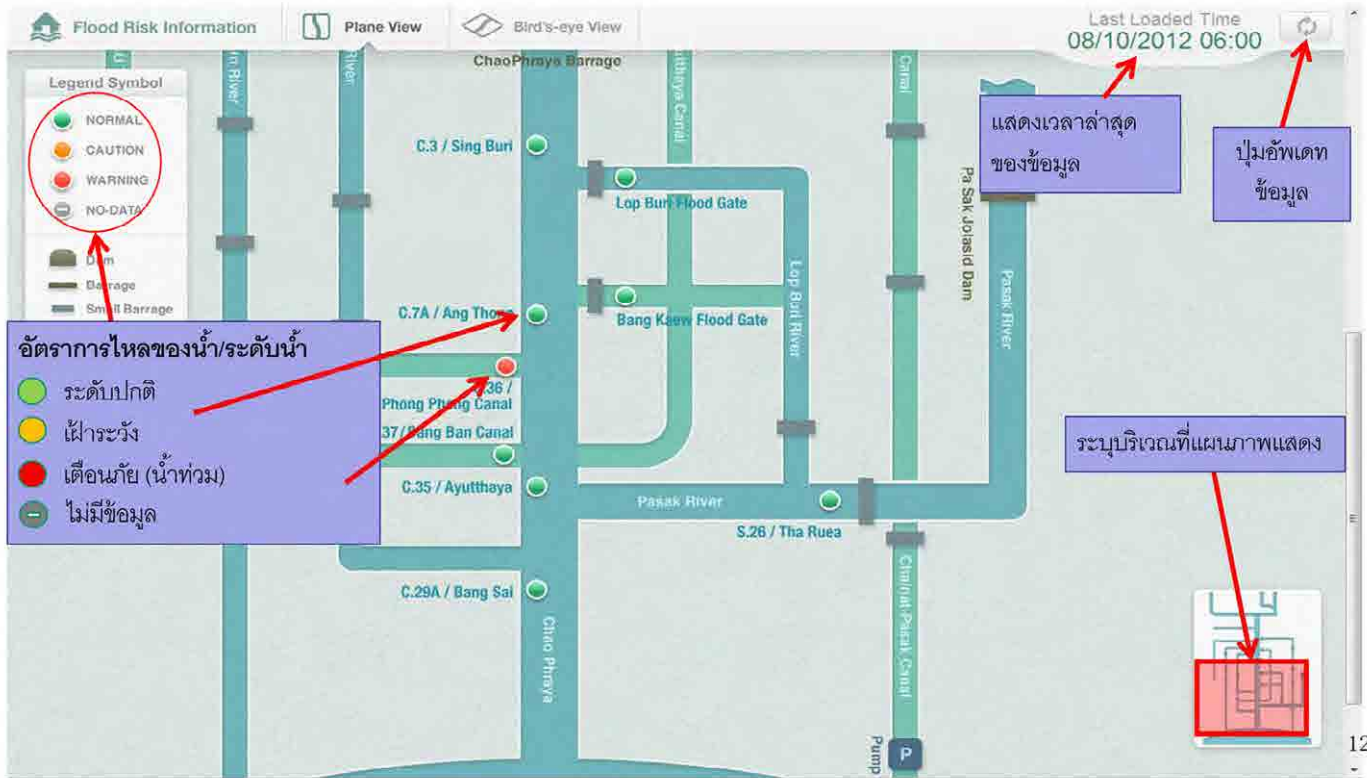 Flood Risk Information
Plane View
Bird's-eye View
Last Loaded Time
08/10/2012 06:00
ChaoPhraya Barrage
Legend Symbol
NORMAL
CAUTION
WARNING
NO-DATA
Dam
Barrage
Small Barrage
River
River
Canal
Canal
C.3 / Sing Buri
Lop Buri Flood Gate
C.7A / Ang Thong
Bang Kaew Flood Gate
Lop Buri River
Pa Sak Jolasid Dam
Pasak River
แสดงเวลาล่าสุด
ของข้อมูล
ปุ่มอัพเดท
ข้อมูล
อัตราการไหลของน้ำ/ระดับน้ำ
ระดับปกติ
เฝ้าระวัง
เตือนภัย (น้ำท่วม)
ไม่มีข้อมูล
.36 /
Phong Phong Canal
37/ Bang Ban Canal
C.35 / Ayutthaya
Pasak River
S.26 / Tha Ruea
ระบุบริเวณที่แผนภาพแสดง
C.29A / Bang Sai
Chao Phraya
Chainat-Pasak Canal
Pump
P
12